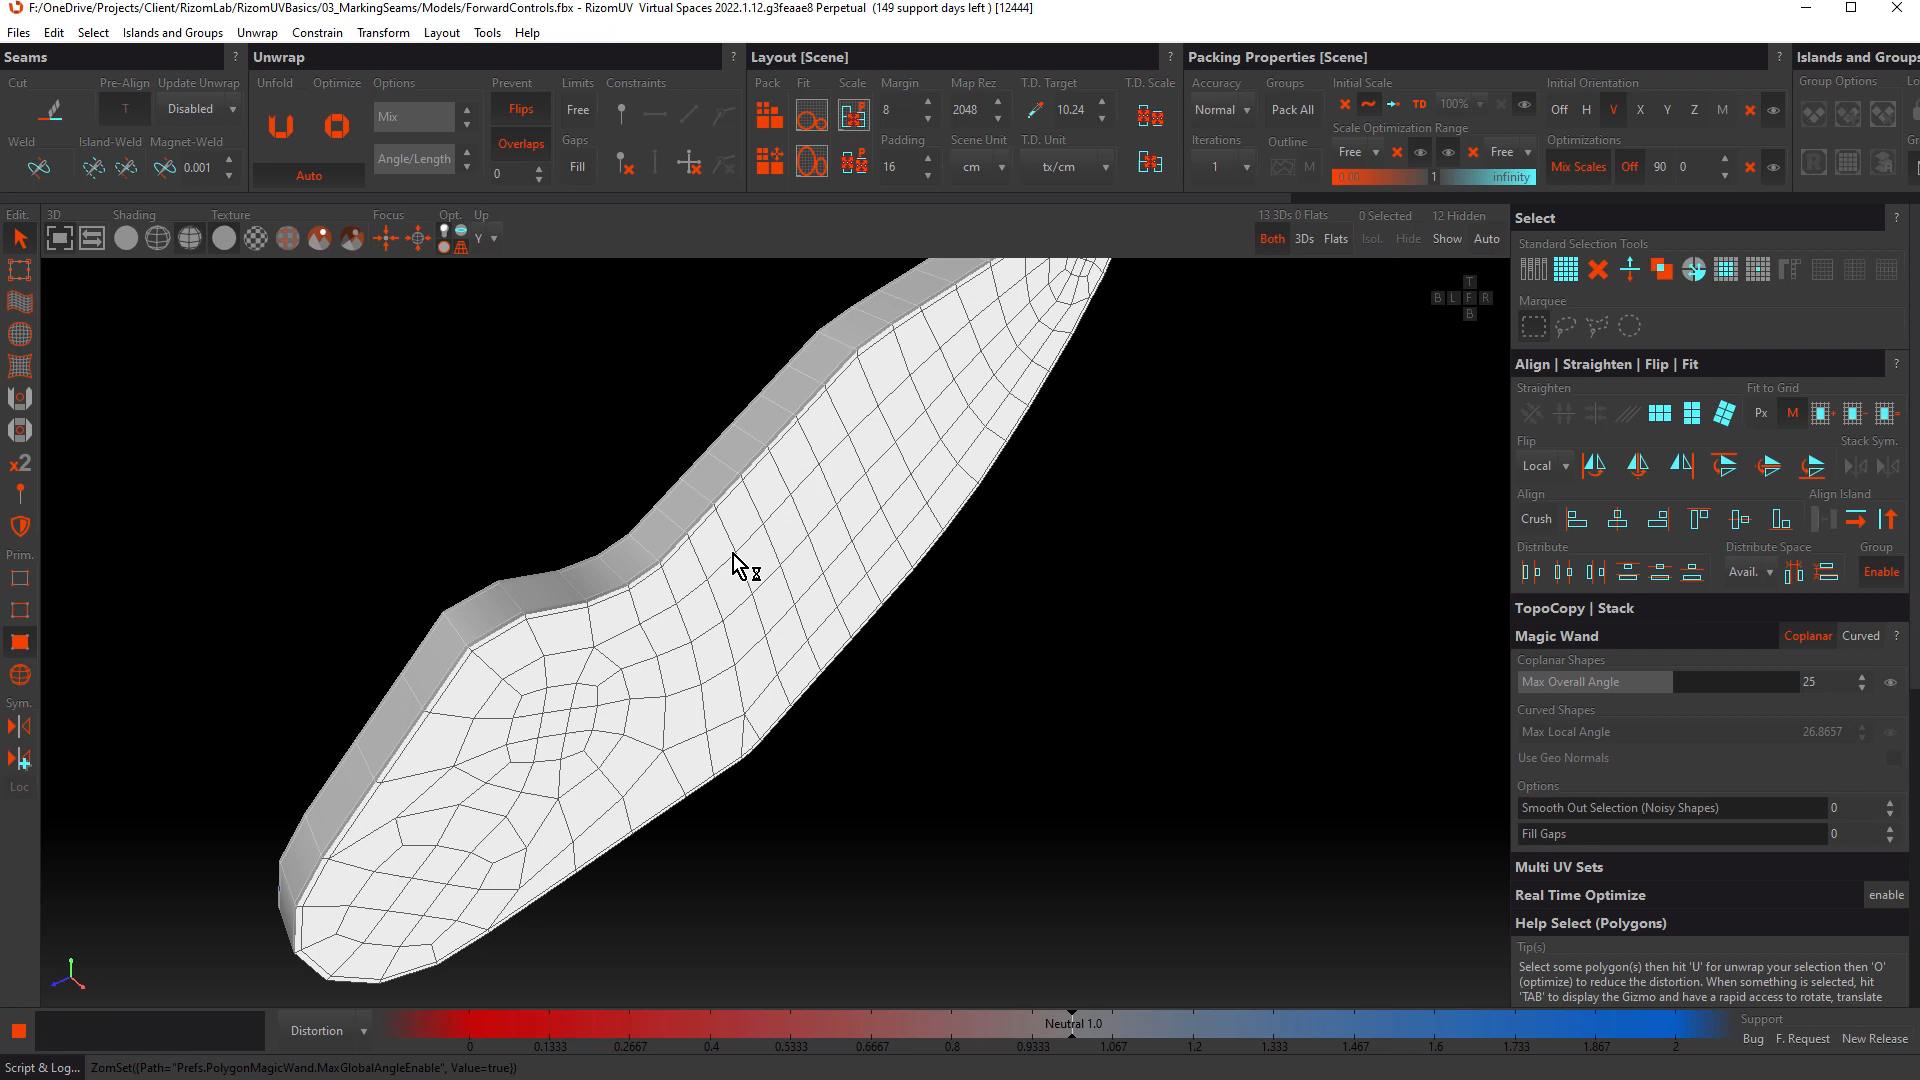 F:/OneDrive/Projects/Client/RizomLab/RizomUVBasics/03_MarkingSeams/Models/ForwardControls.fbx - RizomUV Virtual Spaces 2022.1.12.g3feaae8 Perpetual (149 support days left ) [12444]
Files Edit Select Islands and Groups Unwrap Constrain Transform Layout Tools Help
Seams ? Unwrap ? Layout [Scene] ? Packing Properties [Scene] ? Islands and Groups
Cut Pre-Align Update Unwrap Unfold Optimize Options Prevent Limits Constraints Pack Fit Scale Margin Map Rez T.D. Target T.D. Scale Accuracy Groups Initial Scale Initial Orientation Group Options
T Disabled Mix Flips Free 8 2048 10.24 Normal Pack All TD 100% Off H V X Y Z M
Weld Island-Weld Magnet-Weld Angle/Length Overlaps Gaps Padding Scene Unit T.D. Unit Iterations Outline Scale Optimization Range Optimizations
0.001 Auto 0 Fill 16 cm tx/cm 1 M Free Free Mix Scales Off 90 0
0.00 1 infinity
Edit. 3D Shading Texture Focus Opt. Up 13 3Ds 0 Flats 0 Selected 12 Hidden
Y Both 3Ds Flats Isol. Hide Show Auto
Select ?
Standard Selection Tools
T
B L F R
B
Marquee
Align | Straighten | Flip | Fit ?
Straighten Fit to Grid
Px M
Flip Stack Sym.
Local
x2
Align Align Island
Crush
Prim. Distribute Distribute Space Group
Avail. Enable
TopoCopy | Stack
Magic Wand Coplanar Curved ?
Coplanar Shapes
Max Overall Angle 25
Sym.
Curved Shapes
Max Local Angle 26.8657
Use Geo Normals
Loc
Options
Smooth Out Selection (Noisy Shapes) 0
Fill Gaps 0
Multi UV Sets
Real Time Optimize enable
Help Select (Polygons)
Tip(s)
Select some polygon(s) then hit 'U' for unwrap your selection then 'O'
(optimize) to reduce the distortion. When something is selected, hit
'TAB' to display the Gizmo and have a rapid access to rotate, translate
Distortion Neutral 1.0
0 0.1333 0.2667 0.4 0.5333 0.6667 0.8 0.9333 1.067 1.2 1.333 1.467 1.6 1.733 1.867 2
Support
Bug F. Request New Release
Script & Log... ZomSet({Path="Prefs.PolygonMagicWand.MaxGlobalAngleEnable", Value=true})